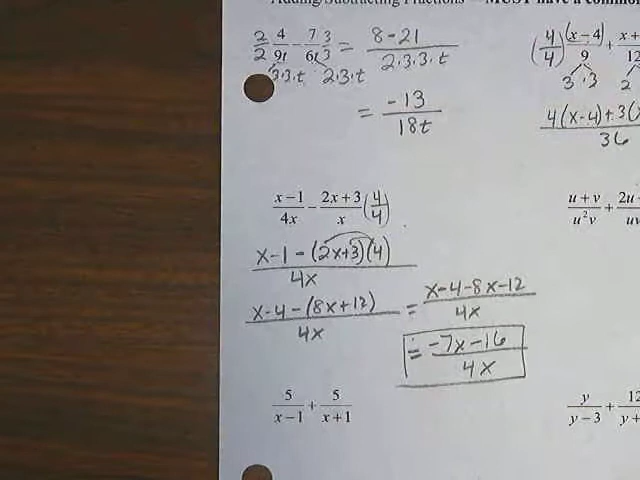 Adding/Subtracting Fractions
MUST have a common
2/2 4/9t - 7/6t 3/3 = 8-21 / 2·3·3·t
3·3·t 2·3·t
= -13 / 18t
(4/4) (x-4)/9 + x+ / 12
3·3 2
4(x-4)+3( / 36
x-1 / 4x - 2x+3 / x (4/4)
x-1-(2x+3)(4) / 4x
x-4-(8x+12) / 4x = x-4-8x-12 / 4x
= -7x-16 / 4x
u+v / u²v + 2u / uv
5 / x-1 + 5 / x+1
y / y-3 + 12 / y+